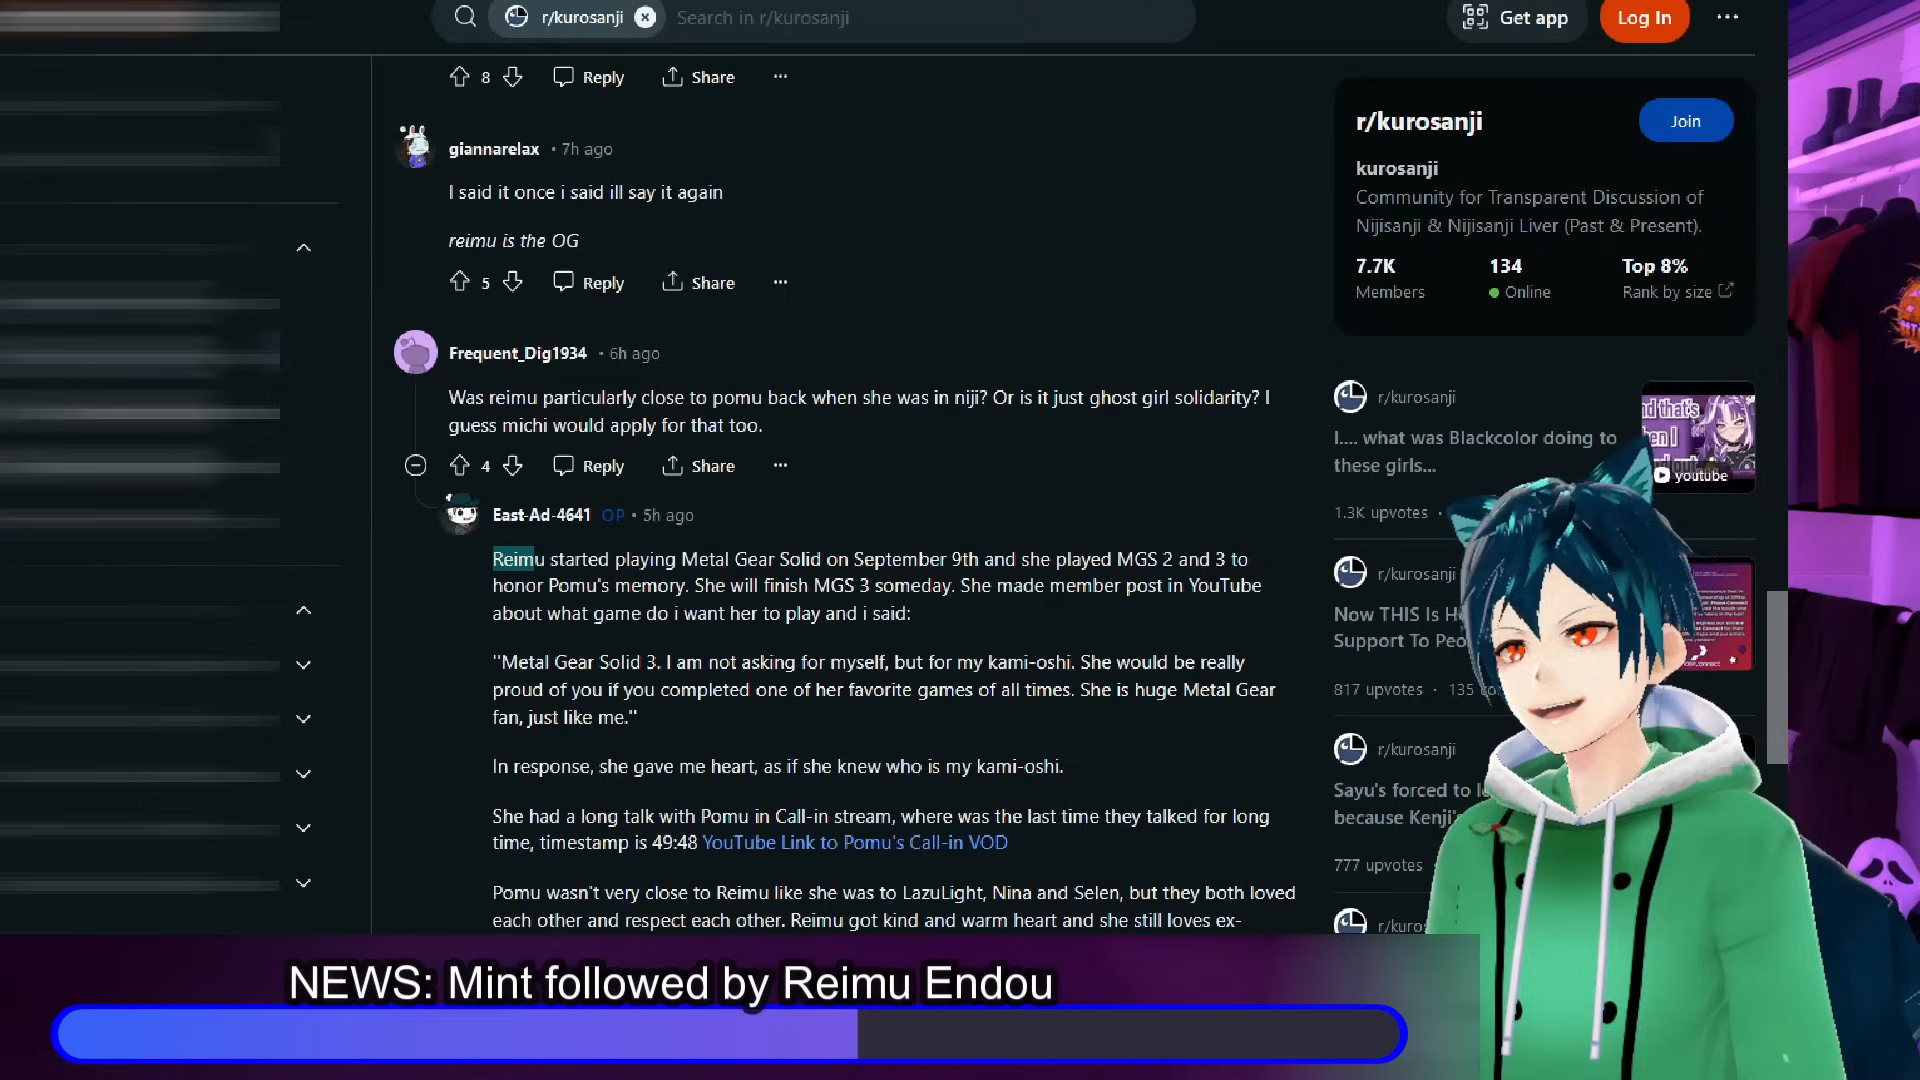 r/kurosanji
Search in r/kurosanji
Get app
Log In
8
Reply
Share
giannarelax • 7h ago
I said it once i said ill say it again
reimu is the OG
5
Reply
Share
Frequent_Dig1934 • 6h ago
Was reimu particularly close to pomu back when she was in niji? Or is it just ghost girl solidarity? I
guess michi would apply for that too.
4
Reply
Share
East-Ad-4641 OP • 5h ago
Reimu started playing Metal Gear Solid on September 9th and she played MGS 2 and 3 to
honor Pomu's memory. She will finish MGS 3 someday. She made member post in YouTube
about what game do i want her to play and i said:
"Metal Gear Solid 3. I am not asking for myself, but for my kami-oshi. She would be really
proud of you if you completed one of her favorite games of all times. She is huge Metal Gear
fan, just like me."
In response, she gave me heart, as if she knew who is my kami-oshi.
She had a long talk with Pomu in Call-in stream, where was the last time they talked for long
time, timestamp is 49:48 YouTube Link to Pomu's Call-in VOD
Pomu wasn't very close to Reimu like she was to LazuLight, Nina and Selen, but they both loved
each other and respect each other. Reimu got kind and warm heart and she still loves ex-
r/kurosanji
Join
kurosanji
Community for Transparent Discussion of
Nijisanji & Nijisanji Liver (Past & Present).
7.7K
134
Top 8%
Members
Online
Rank by size
r/kurosanji
I.... what was Blackcolor doing to
these girls...
youtube
1.3K upvotes ·
r/kurosanji
Now THIS Is H
Support To Peo
817 upvotes · 135 co
r/kurosanji
Sayu's forced to l
because Kenji'
777 upvotes
r/kuros
NEWS: Mint followed by Reimu Endou